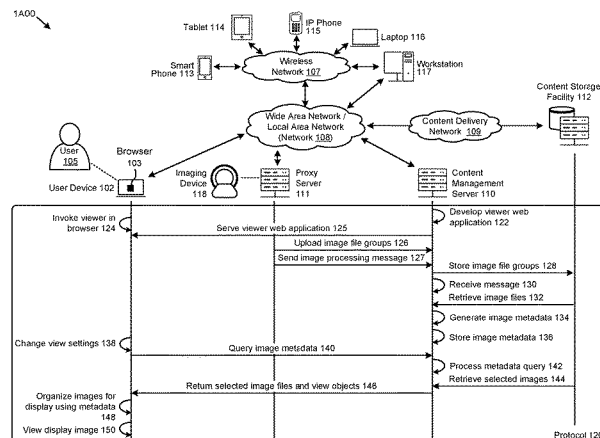 1A00
Tablet 114
IP Phone
115
Laptop 116
Smart
Phone 113
Wireless
Network 107
Workstation
117
Content Storage
Facility 112
Wide Area Network /
Local Area Network
(Network 108)
Content Delivery
Network 109
User
105
Browser
103
User Device 102
Imaging
Device
118
Proxy
Server
111
Content
Management
Server 110
Invoke viewer in
browser 124
Develop viewer web
application 122
Serve viewer web application 125
Upload image file groups 126
Send image processing message 127
Store image file groups 128
Receive message 130
Retrieve image files 132
Generate image metadata 134
Store image metadata 136
Change view settings 138
Query image metadata 140
Process metadata query 142
Retrieve selected images 144
Return selected image files and view objects 146
Organize images for
display using metadata
148
View display image 150
Protocol 120